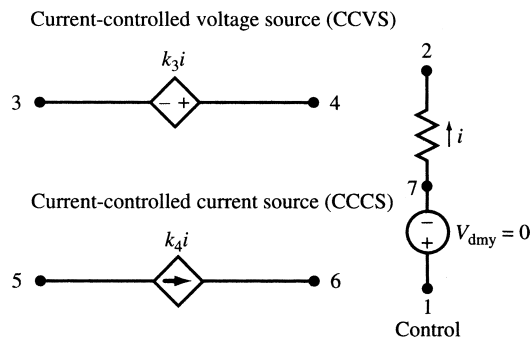 Current-controlled voltage source (CCVS)
k₃i
3
− +
4
2
i
7
Current-controlled current source (CCCS)
k₄i
5
6
−
+
V_dmy = 0
1
Control